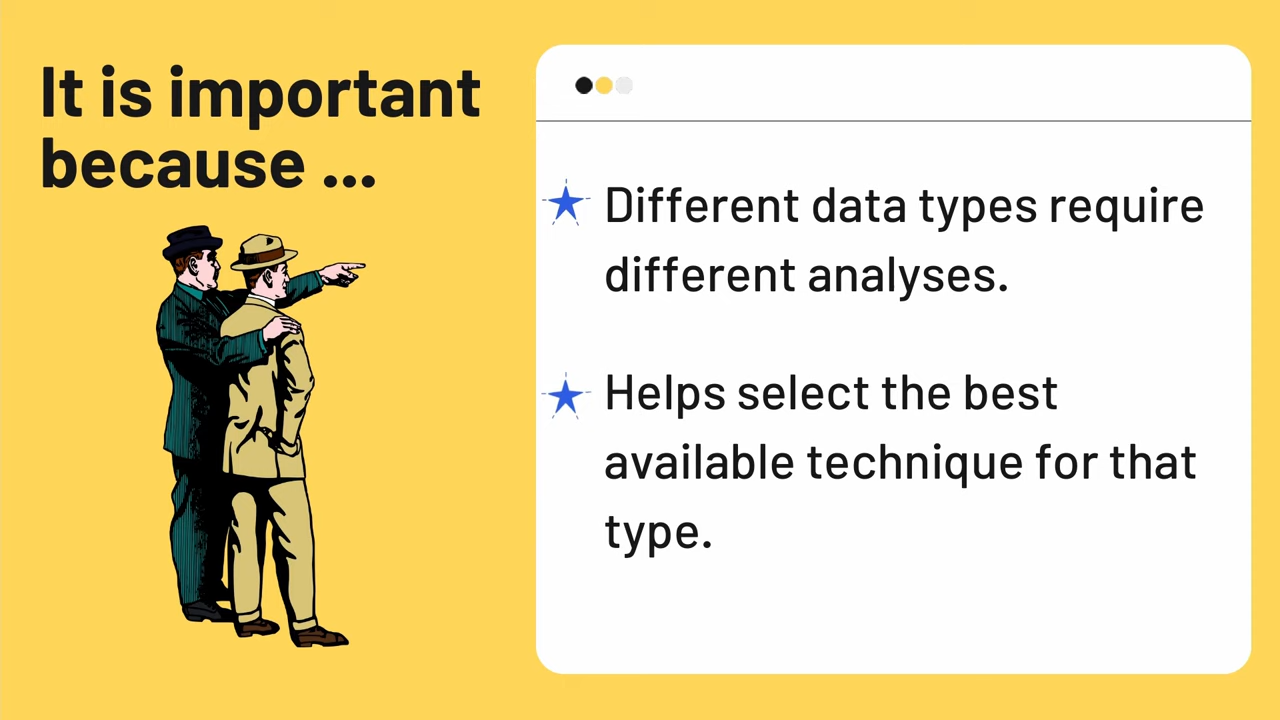 It is important
because ...
Different data types require
different analyses.
Helps select the best
available technique for that
type.